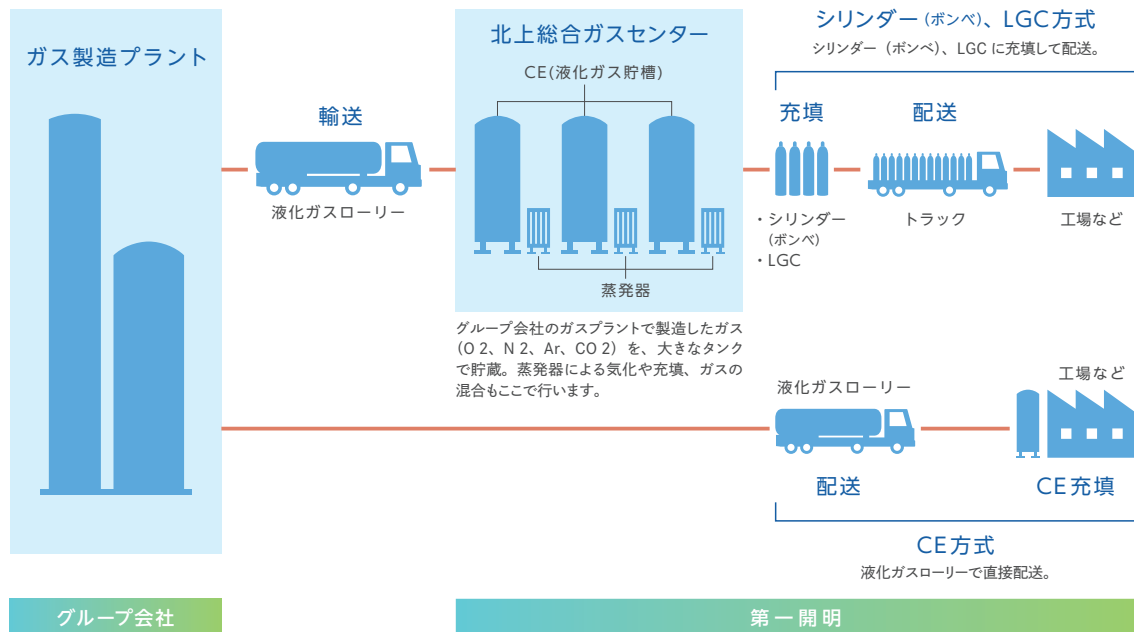 ガス製造プラント
輸送
液化ガスローリー
北上総合ガスセンター
CE(液化ガス貯槽)
蒸発器
グループ会社のガスプラントで製造したガス
(O 2、N 2、Ar、CO 2) を、大きなタンク
で貯蔵。蒸発器による気化や充填、ガスの
混合もここで行います。
シリンダー (ボンベ)、LGC方式
シリンダー (ボンベ)、LGC に充填して配送。
充填
・シリンダー
(ボンベ)
・LGC
配送
トラック
工場など
液化ガスローリー
配送
工場など
CE充填
CE方式
液化ガスローリーで直接配送。
グループ会社
第一開明